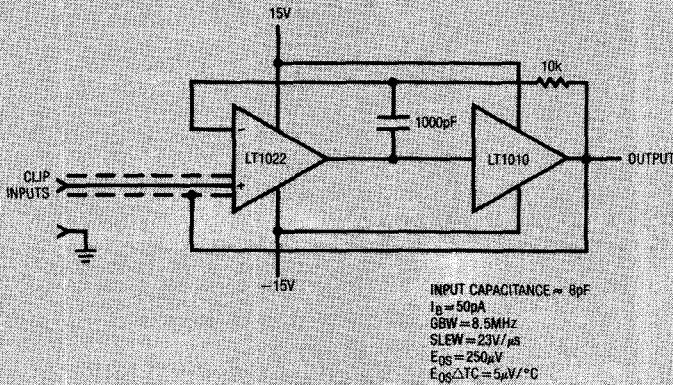 15V
10k
1000pF
LT1022
LT1010
OUTPUT
CLIP
INPUTS
−15V
INPUT CAPACITANCE ≈ 8pF
IB = 50pA
GBW = 8.5MHz
SLEW = 23V/µs
EOS = 250µV
EOS△TC = 5µV/°C